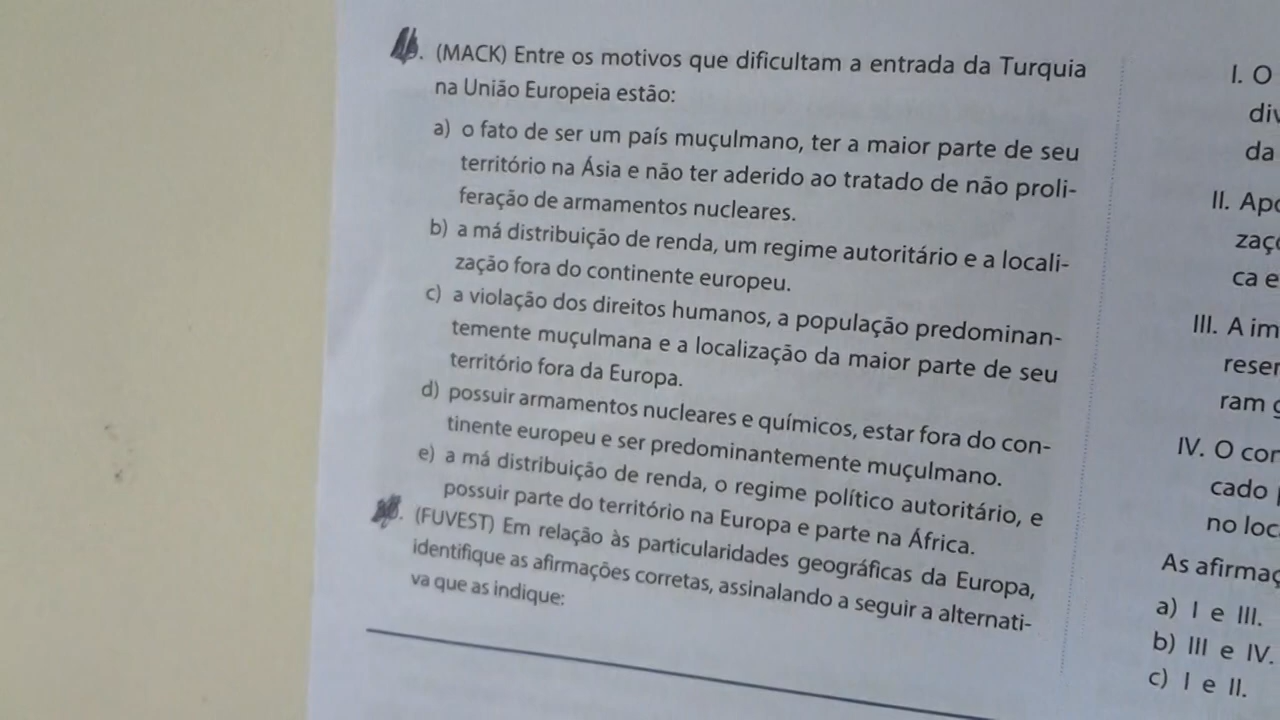 (MACK) Entre os motivos que dificultam a entrada da Turquia
na União Europeia estão:
a) o fato de ser um país muçulmano, ter a maior parte de seu
território na Ásia e não ter aderido ao tratado de não proli-
feração de armamentos nucleares.
b) a má distribuição de renda, um regime autoritário e a locali-
zação fora do continente europeu.
c) a violação dos direitos humanos, a população predominan-
temente muçulmana e a localização da maior parte de seu
território fora da Europa.
d) possuir armamentos nucleares e químicos, estar fora do con-
tinente europeu e ser predominantemente muçulmano.
e) a má distribuição de renda, o regime político autoritário, e
possuir parte do território na Europa e parte na África.
(FUVEST) Em relação às particularidades geográficas da Europa,
identifique as afirmações corretas, assinalando a seguir a alternati-
va que as indique:
I. O
div
da
II. Apo
zaç
ca e
III. A im
reser
ram
IV. O cor
cado
no loc
As afirmaç
a) I e III.
b) III e IV.
c) I e II.